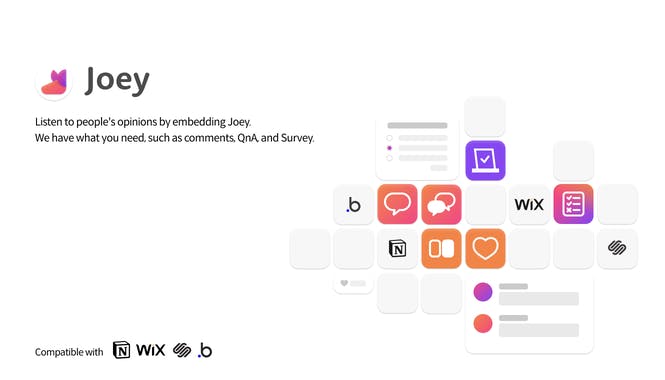 Joey
Listen to people's opinions by embedding Joey.
We have what you need, such as comments, QnA, and Survey.
.b
WiX
N
Compatible with N WiX .b